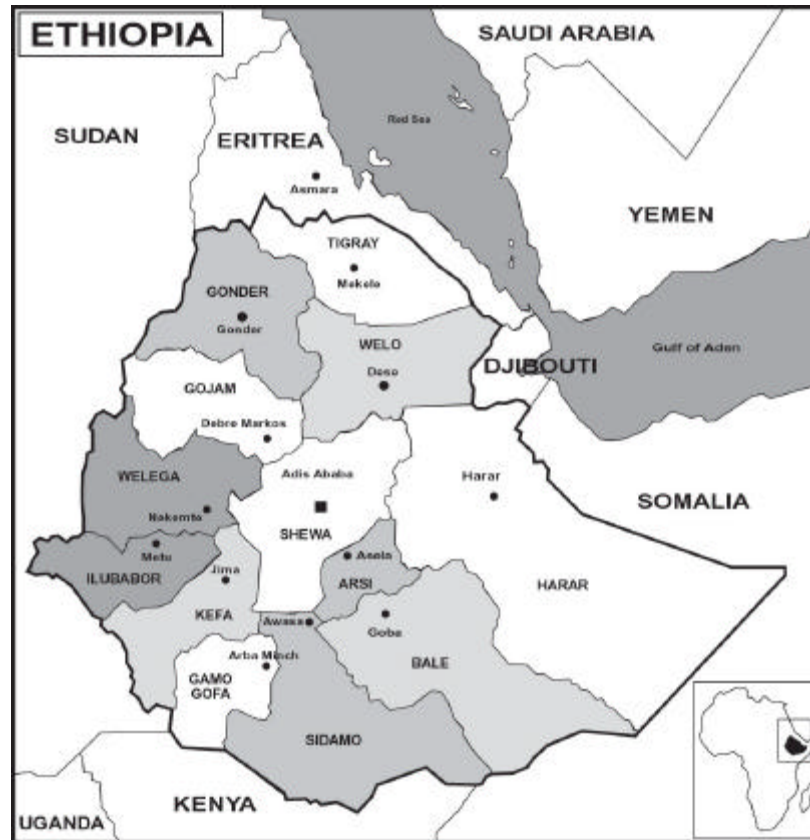 ETHIOPIA
SAUDI ARABIA
Red Sea
SUDAN
ERITREA
Asmara
YEMEN
TIGRAY
Mekele
GONDER
Gonder
WELO
Dese
DJIBOUTI
Gulf of Aden
GOJAM
Debre Markos
WELEGA
Nekemte
Adis Ababa
SHEWA
Harar
SOMALIA
Metu
ILUBABOR
Jima
Asela
ARSI
HARAR
KEFA
Awasa
Goba
BALE
Arba Minch
GAMO
GOFA
SIDAMO
KENYA
UGANDA